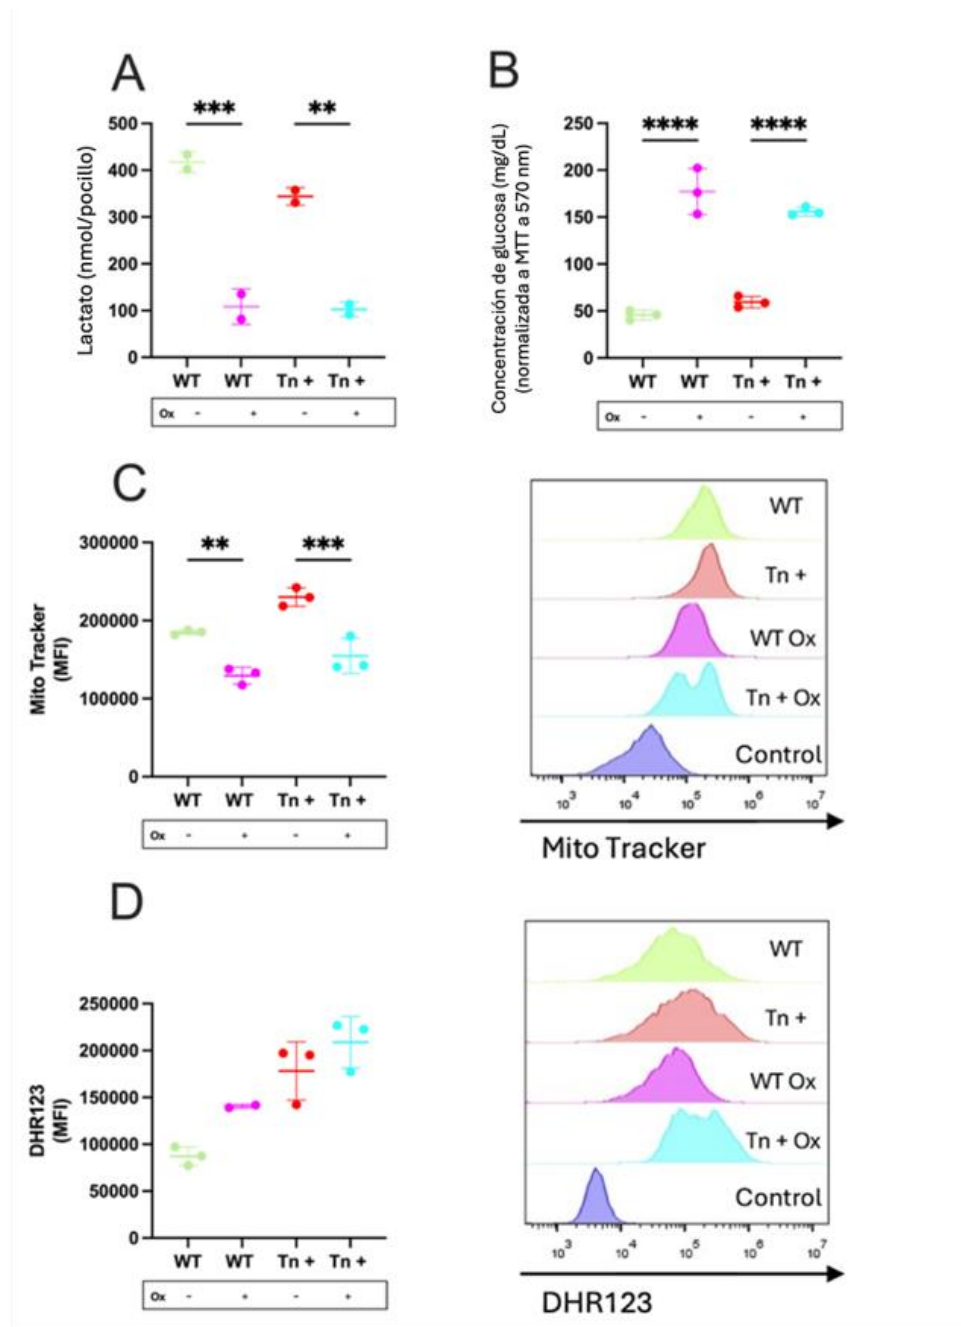 A
*** **
500
400
300
200
100
0
Lactato (nmol/pocillo)
WT WT Tn + Tn +
Ox - + - +
B
**** ****
250
200
150
100
50
0
Concentración de glucosa (mg/dL)
(normalizada a MTT a 570 nm)
WT WT Tn + Tn +
Ox - + - +
C
** ***
300000
200000
100000
0
Mito Tracker
(MFI)
WT WT Tn + Tn +
Ox - + - +
WT
Tn +
WT Ox
Tn + Ox
Control
10³ 10⁴ 10⁵ 10⁶ 10⁷
Mito Tracker
D
250000
200000
150000
100000
50000
0
DHR123
(MFI)
WT WT Tn + Tn +
Ox - + - +
WT
Tn +
WT Ox
Tn + Ox
Control
10³ 10⁴ 10⁵ 10⁶ 10⁷
DHR123